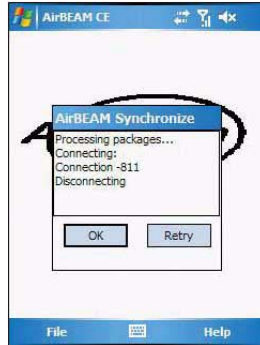 AirBEAM CE
AirBEAM Synchronize
Processing packages...
Connecting:
Connection -811
Disconnecting
OK
Retry
File
Help